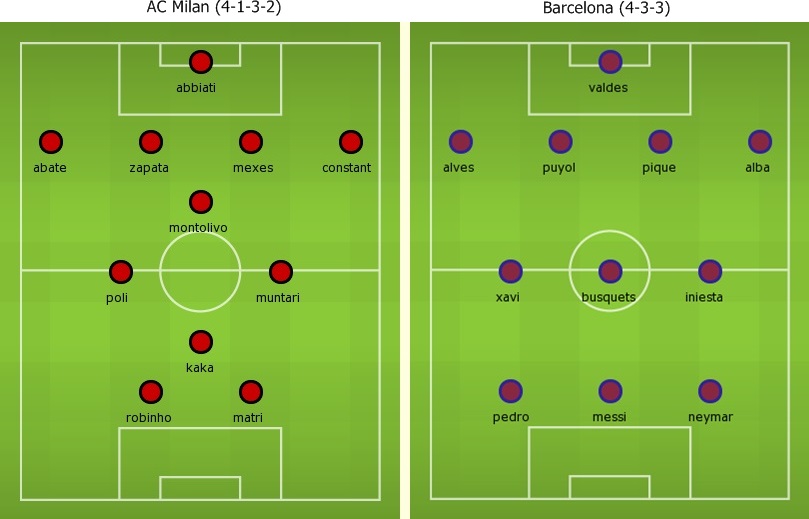 AC Milan (4-1-3-2)
abbiati
abate zapata mexes constant
montolivo
poli muntari
kaka
robinho matri
Barcelona (4-3-3)
valdes
alves puyol pique alba
xavi busquets iniesta
pedro messi neymar